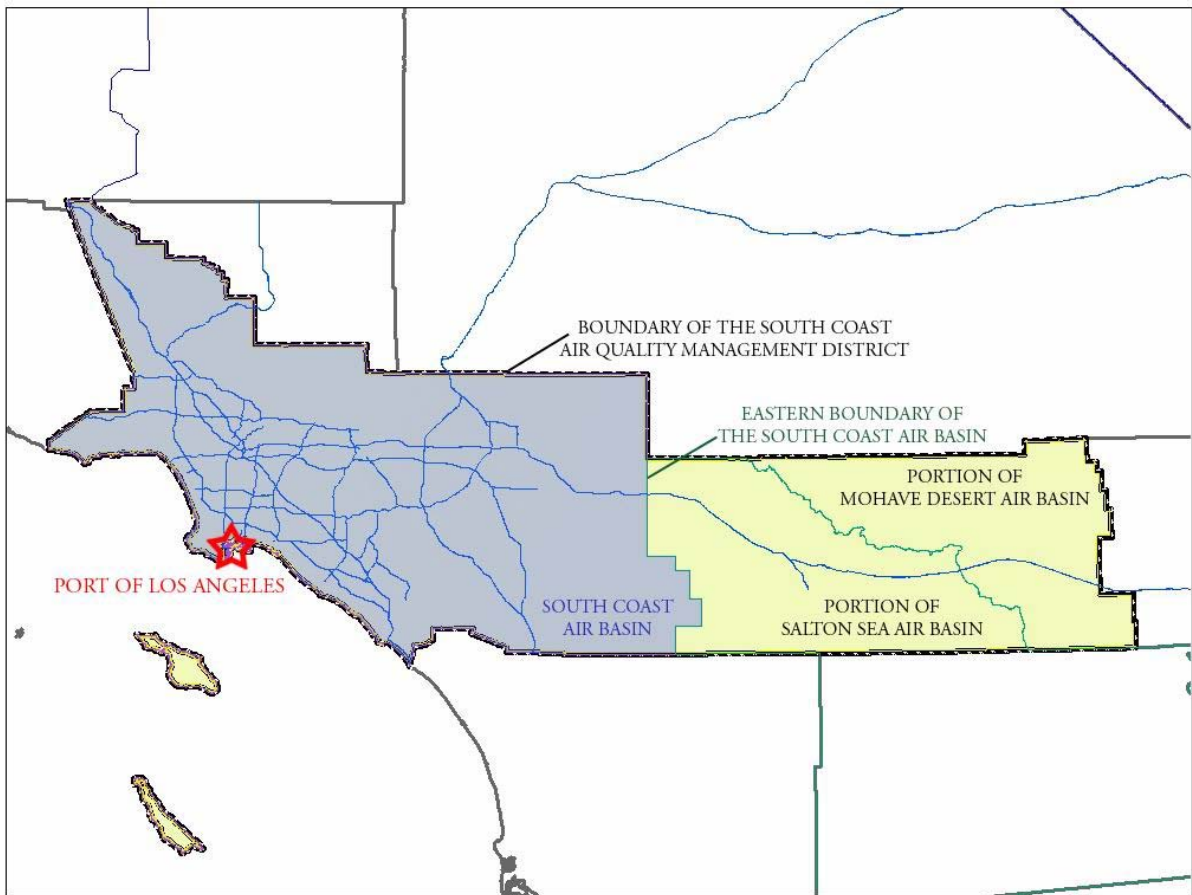 BOUNDARY OF THE SOUTH COAST
AIR QUALITY MANAGEMENT DISTRICT
EASTERN BOUNDARY OF
THE SOUTH COAST AIR BASIN
PORTION OF
MOHAVE DESERT AIR BASIN
PORT OF LOS ANGELES
SOUTH COAST
AIR BASIN
PORTION OF
SALTON SEA AIR BASIN